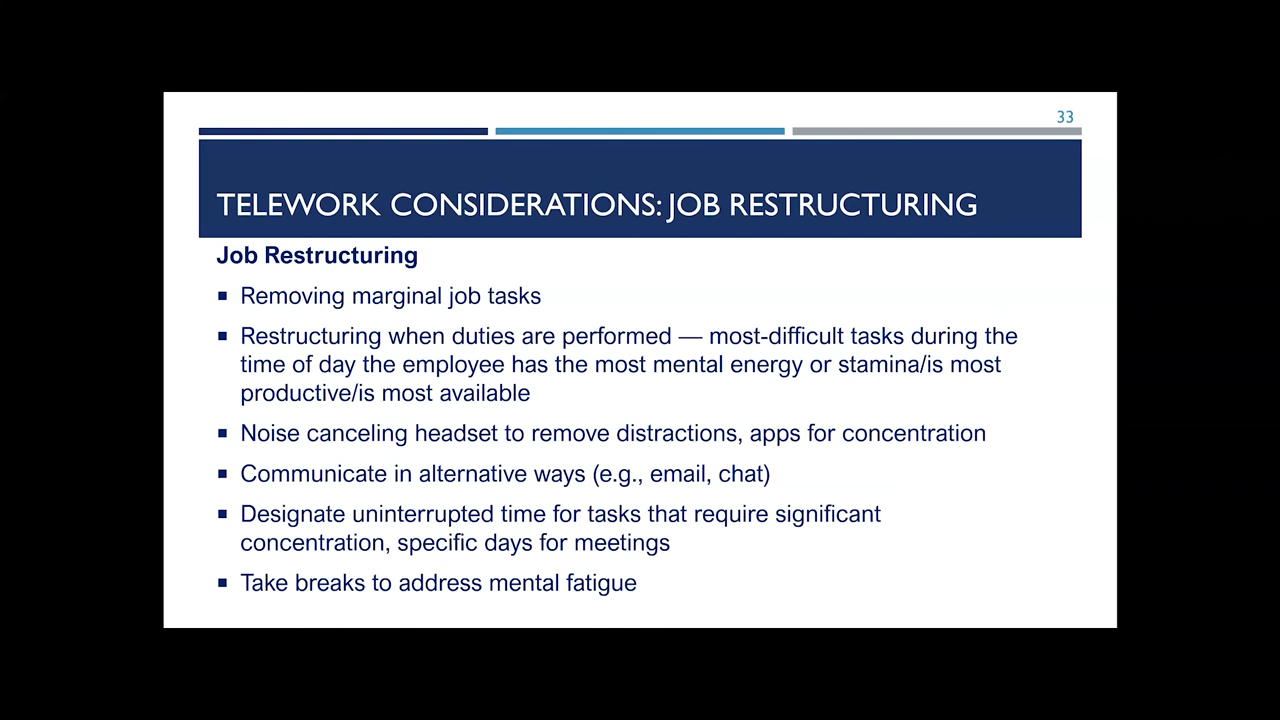 33
TELEWORK CONSIDERATIONS: JOB RESTRUCTURING
Job Restructuring
▪ Removing marginal job tasks
▪ Restructuring when duties are performed — most-difficult tasks during the
time of day the employee has the most mental energy or stamina/is most
productive/is most available
▪ Noise canceling headset to remove distractions, apps for concentration
▪ Communicate in alternative ways (e.g., email, chat)
▪ Designate uninterrupted time for tasks that require significant
concentration, specific days for meetings
▪ Take breaks to address mental fatigue